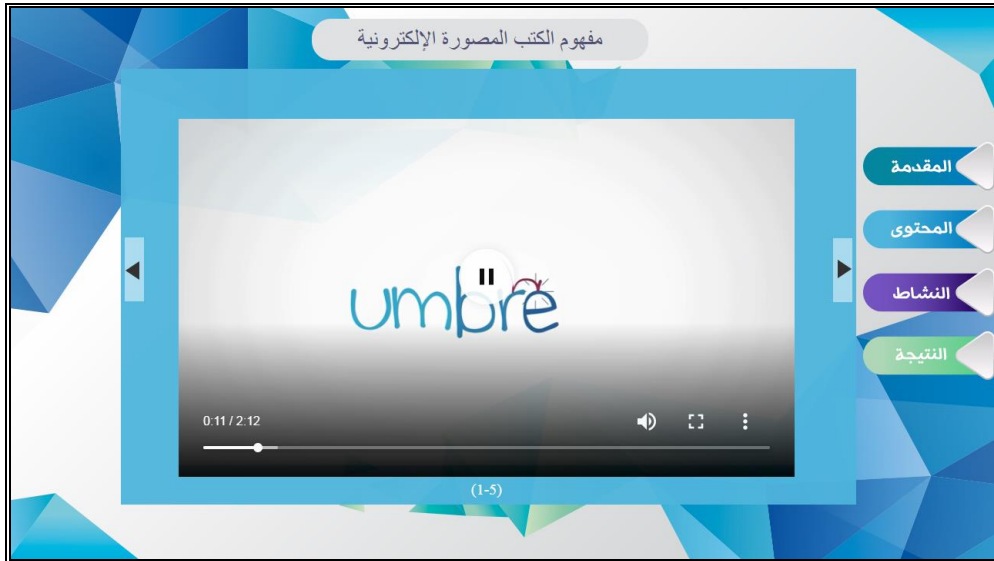 مفهوم الكتب المصورة الإلكترونية
المقدمة
المحتوى
النشاط
النتيجة
umbre
0:11 / 2:12
(1-5)